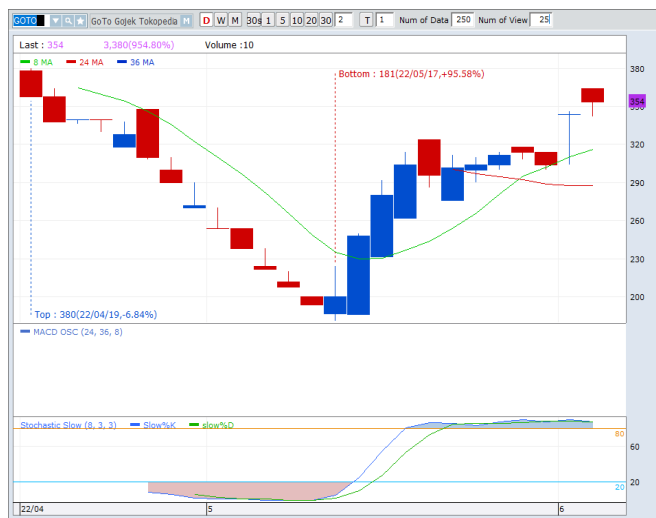 GOTO GoTo Gojek Tokopedia M D W M 30s 1 5 10 20 30 2 T 1 Num of Data 250 Num of View 25
Last : 354 3,380(954.80%) Volume :10
8 MA 24 MA 36 MA
Bottom : 181(22/05/17,+95.58%)
380
350
354
320
290
260
230
200
Top : 380(22/04/19,-6.84%)
MACD OSC (24, 36, 8)
Stochastic Slow (8, 3, 3) Slow%K slow%D
80
60
20
20
22/04 5 6